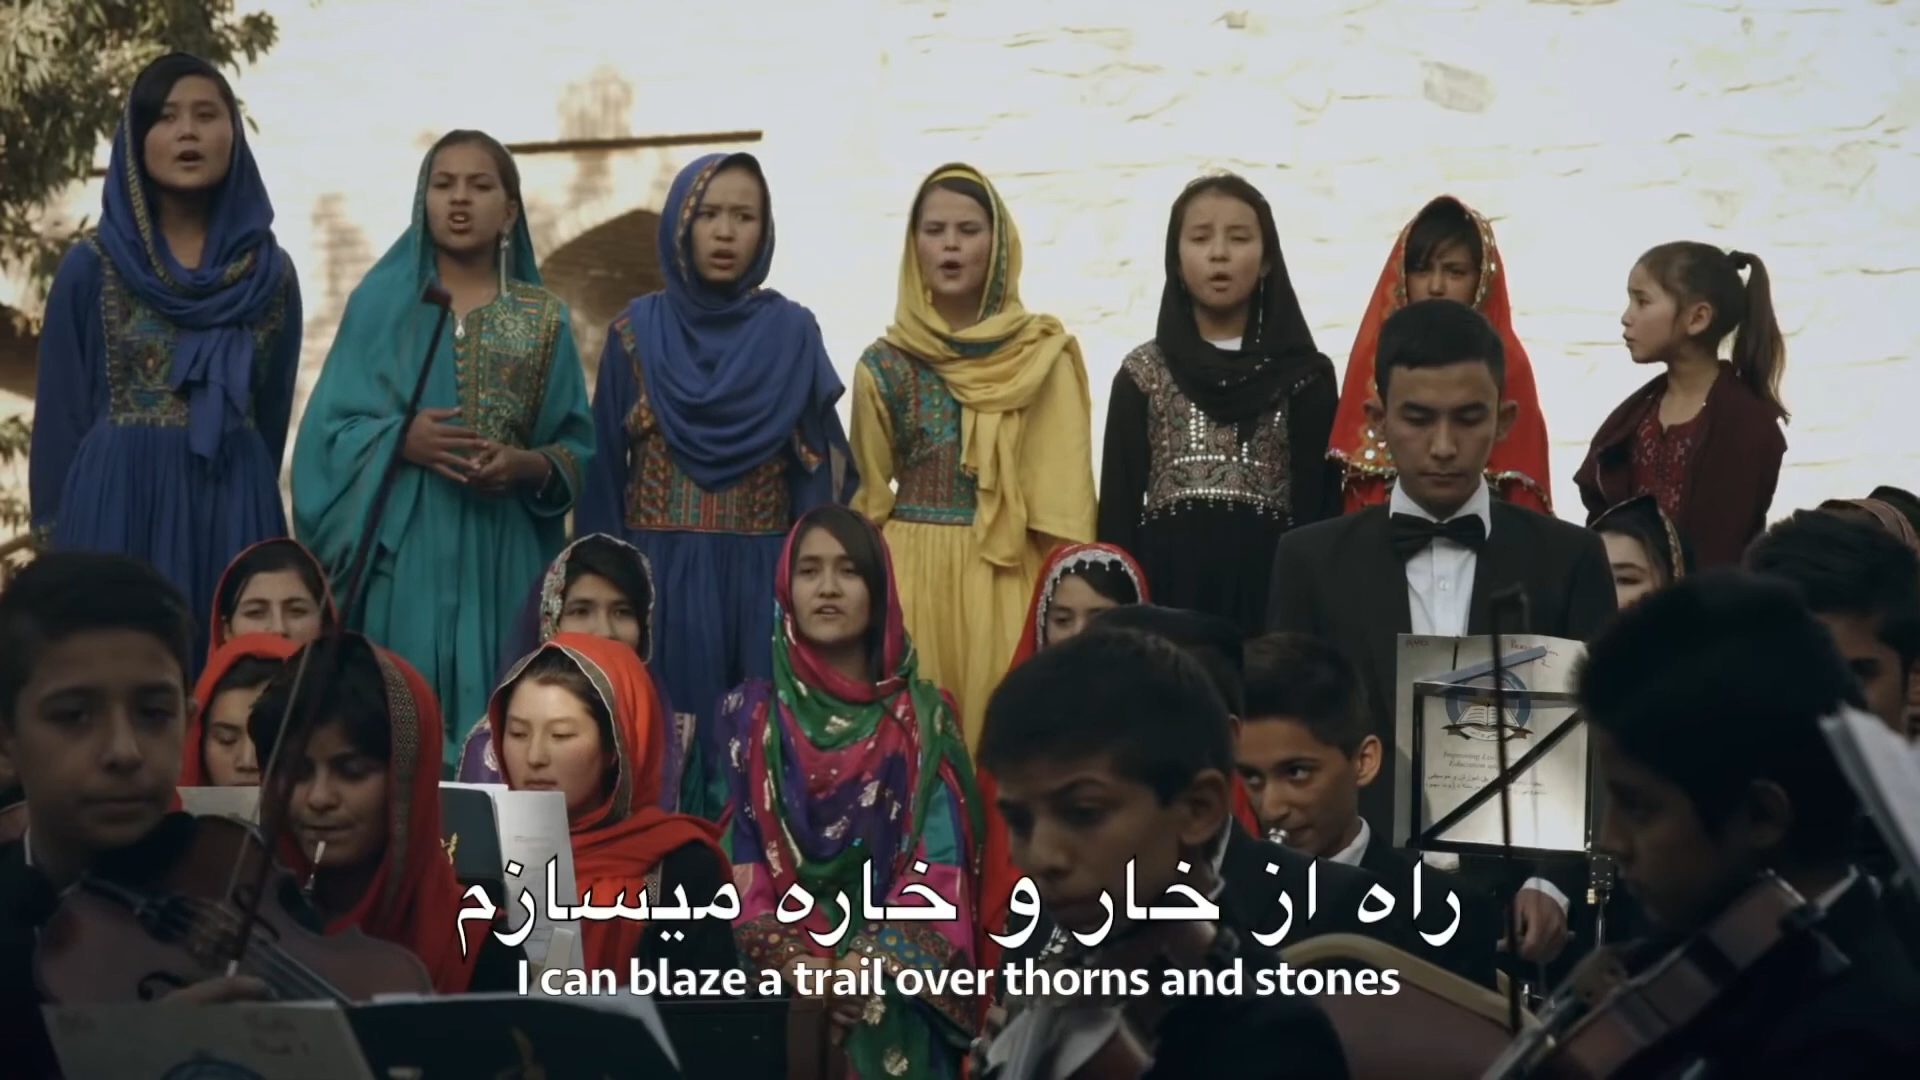 راه از خار و خاره میسازم
I can blaze a trail over thorns and stones